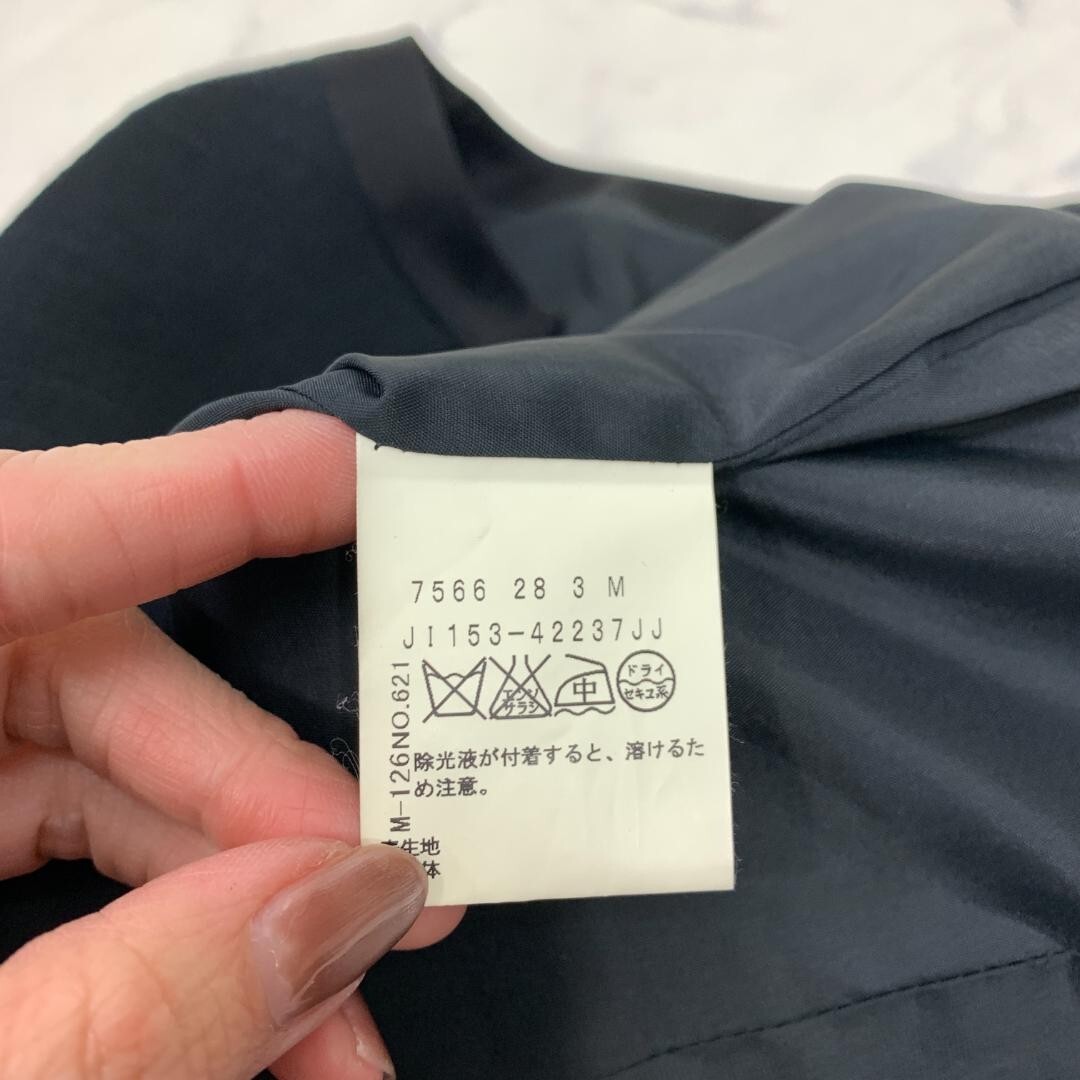 7566 28 3 M
JI153-42237JJ
エンソ
サラシ
中
ドライ
セキユ系
除光液が付着すると、溶けるた
め注意。
M-126NO.621
生地
体